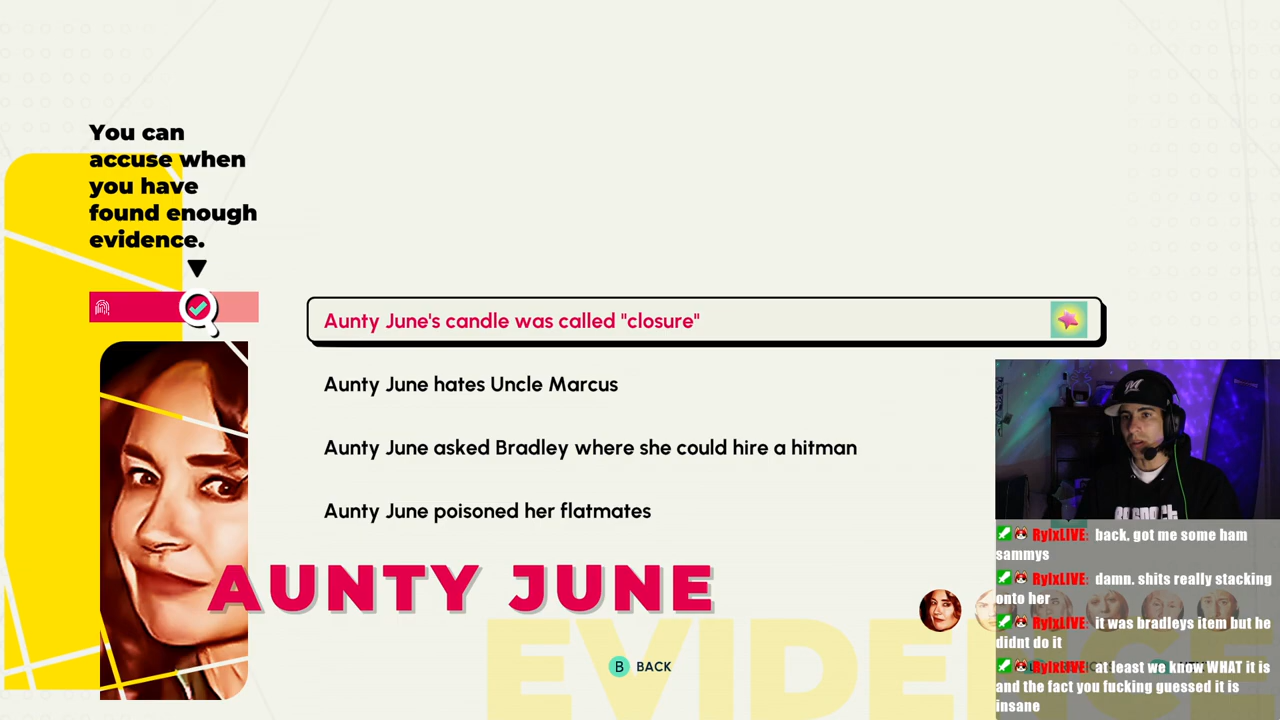 You can
accuse when
you have
found enough
evidence.
Aunty June's candle was called "closure"
Aunty June hates Uncle Marcus
Aunty June asked Bradley where she could hire a hitman
Aunty June poisoned her flatmates
AUNTY JUNE
EVIDENCE
B BACK
RylxLIVE: back. got me some ham
sammys
RylxLIVE: damn. shits really stacking
onto her
RylxLIVE: it was bradleys item but he
didnt do it
RylxLIVE: at least we know WHAT it is
and the fact you fucking guessed it is
insane